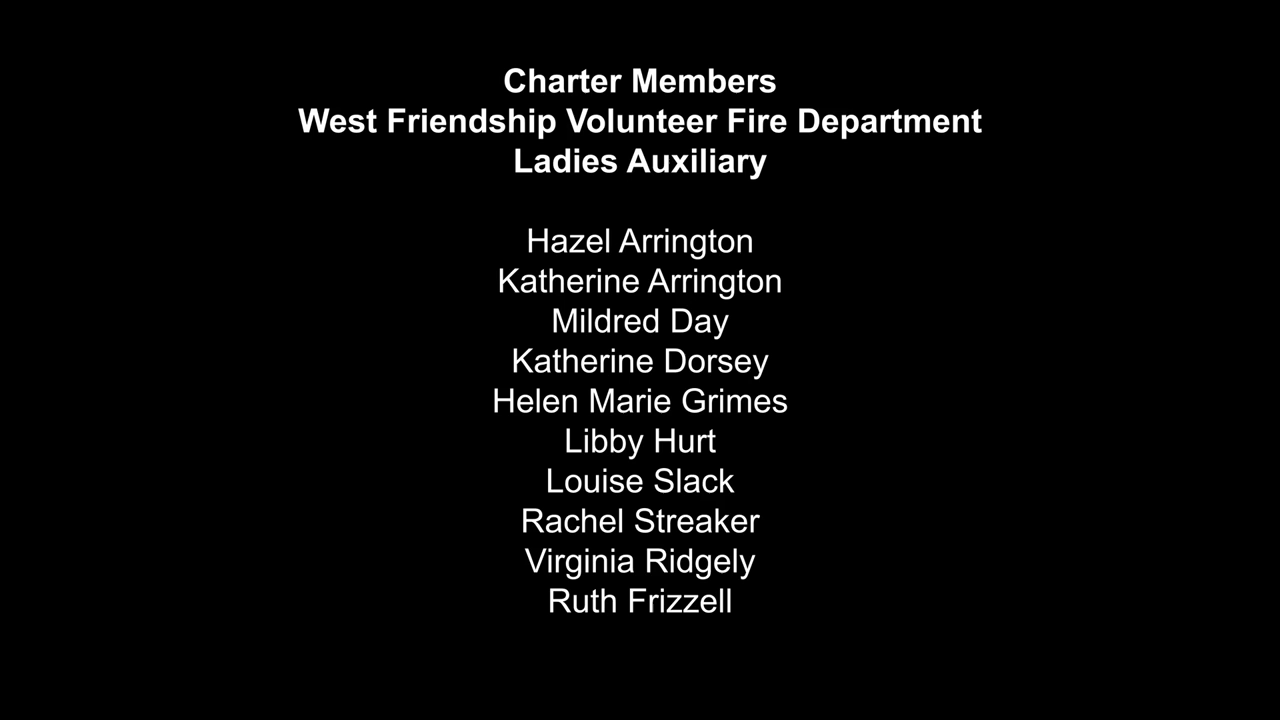 Charter Members
West Friendship Volunteer Fire Department
Ladies Auxiliary
Hazel Arrington
Katherine Arrington
Mildred Day
Katherine Dorsey
Helen Marie Grimes
Libby Hurt
Louise Slack
Rachel Streaker
Virginia Ridgely
Ruth Frizzell